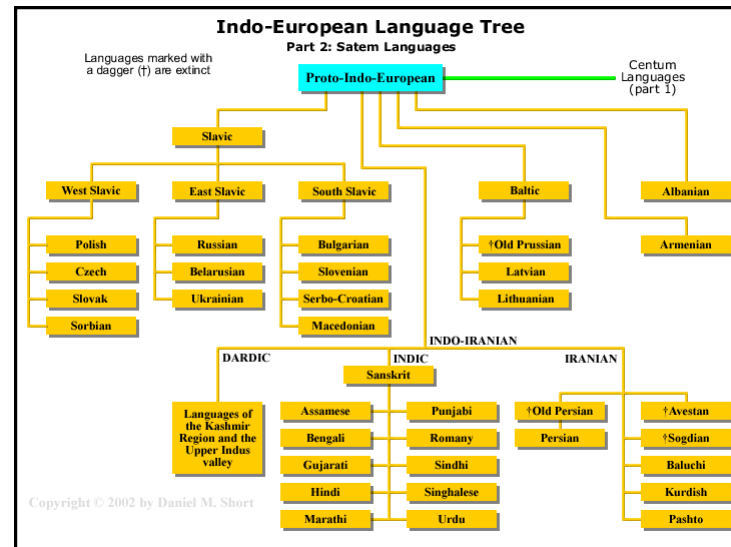 Indo-European Language Tree
Part 2: Satem Languages
Languages marked with
a dagger (†) are extinct
Proto-Indo-European
Centum
Languages
(part 1)
Slavic
West Slavic
East Slavic
South Slavic
Baltic
Albanian
Polish
Russian
Bulgarian
†Old Prussian
Armenian
Czech
Belarusian
Slovenian
Latvian
Slovak
Ukrainian
Serbo-Croatian
Lithuanian
Sorbian
Macedonian
INDO-IRANIAN
DARDIC
INDIC
IRANIAN
Sanskrit
Languages of
the Kashmir
Region and the
Upper Indus
valley
Assamese
Punjabi
†Old Persian
†Avestan
Bengali
Romany
Persian
†Sogdian
Gujarati
Sindhi
Baluchi
Hindi
Singhalese
Kurdish
Marathi
Urdu
Pashto
Copyright © 2002 by Daniel M. Short